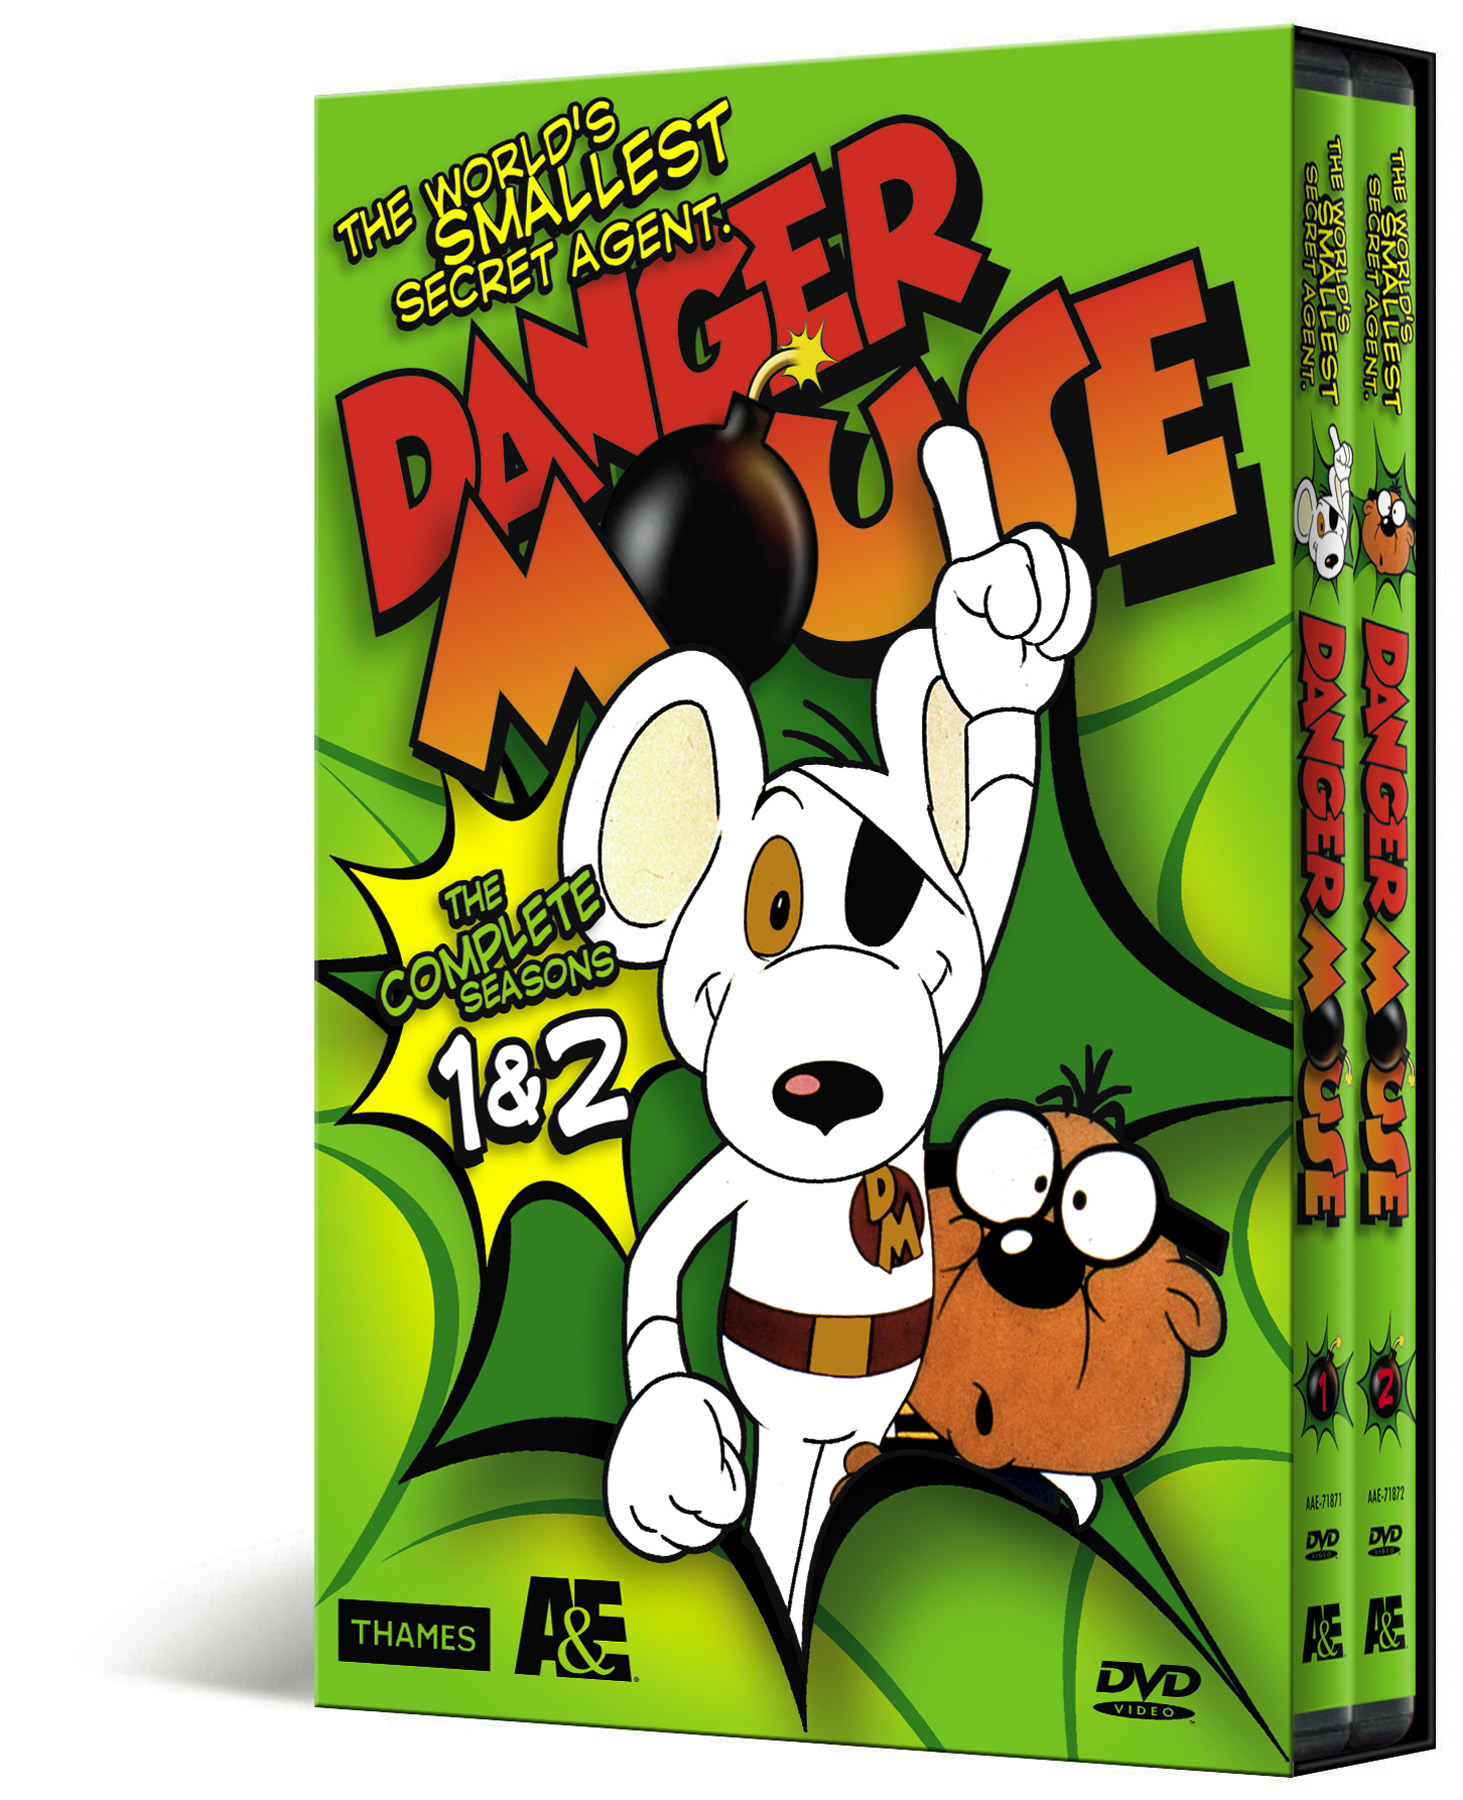 THE WORLD'S
SMALLEST
SECRET AGENT.
DANGER
MOUSE
THE
COMPLETE
SEASONS
1&2
DM
THAMES
A&E
DVD
VIDEO
THE WORLD'S
SMALLEST
SECRET AGENT.
DANGER MOUSE
1
AAE-71871
DVD
VIDEO
A&E
THE WORLD'S
SMALLEST
SECRET AGENT.
DANGER MOUSE
2
AAE-71872
DVD
VIDEO
A&E